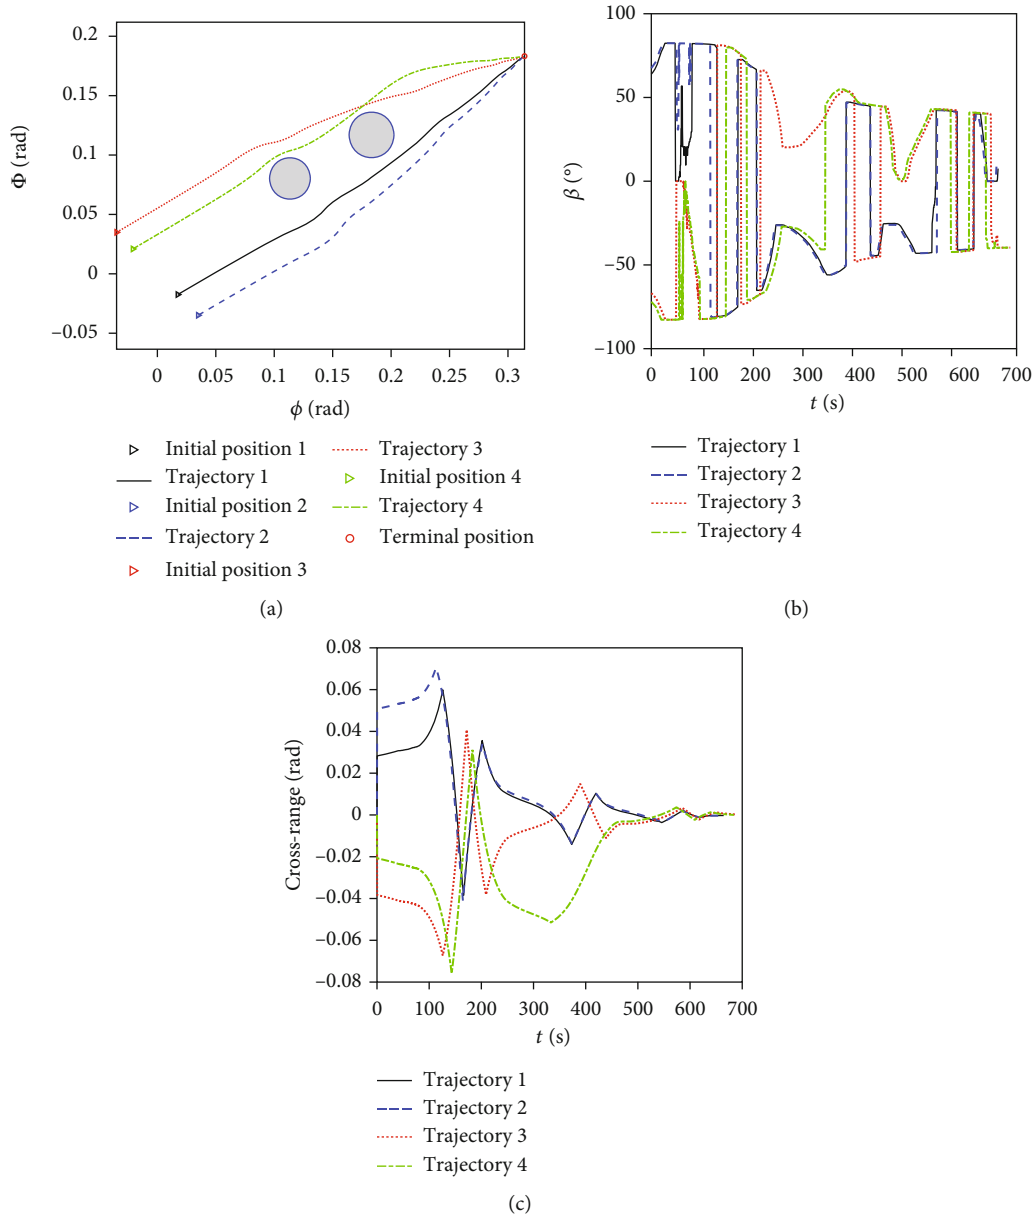 0.2
0.15
0.1
0.05
0
−0.05
Φ (rad)
0 0.05 0.1 0.15 0.2 0.25 0.3
ϕ (rad)
Initial position 1
Trajectory 1
Initial position 2
Trajectory 2
Initial position 3
Trajectory 3
Initial position 4
Trajectory 4
Terminal position
(a)
100
50
0
−50
−100
β (°)
0 100 200 300 400 500 600 700
t (s)
Trajectory 1
Trajectory 2
Trajectory 3
Trajectory 4
(b)
0.08
0.06
0.04
0.02
0
−0.02
−0.04
−0.06
−0.08
Cross-range (rad)
0 100 200 300 400 500 600 700
t (s)
Trajectory 1
Trajectory 2
Trajectory 3
Trajectory 4
(c)